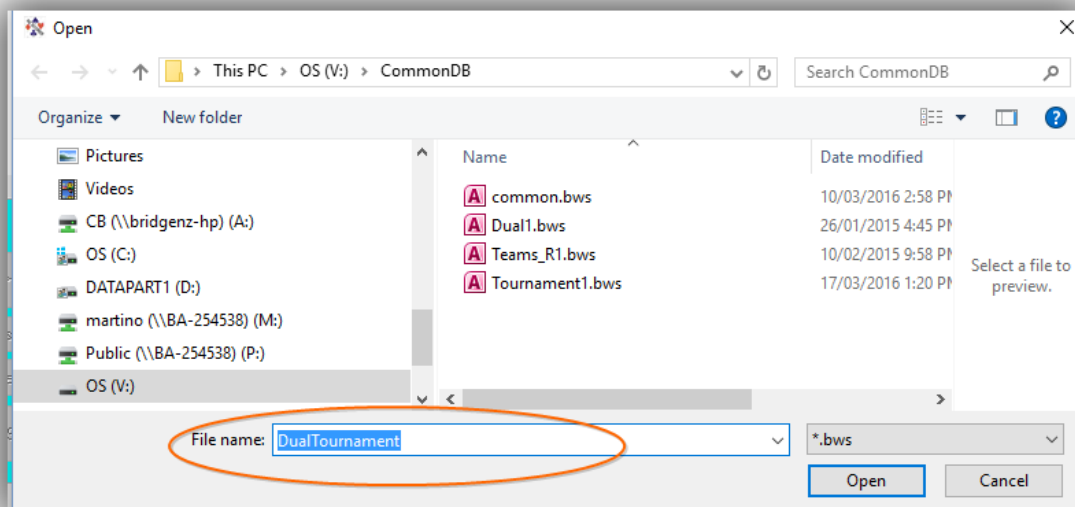 Open
This PC > OS (V:) > CommonDB
Search CommonDB
Organize
New folder
Pictures
Videos
CB (\\bridgenz-hp) (A:)
OS (C:)
DATAPART1 (D:)
martino (\\BA-254538) (M:)
Public (\\BA-254538) (P:)
OS (V:)
Name Date modified
common.bws 10/03/2016 2:58 PM
Dual1.bws 26/01/2015 4:45 PM
Teams_R1.bws 10/02/2015 9:58 PM
Tournament1.bws 17/03/2016 1:20 PM
Select a file to
preview.
File name: DualTournament
*.bws
Open Cancel